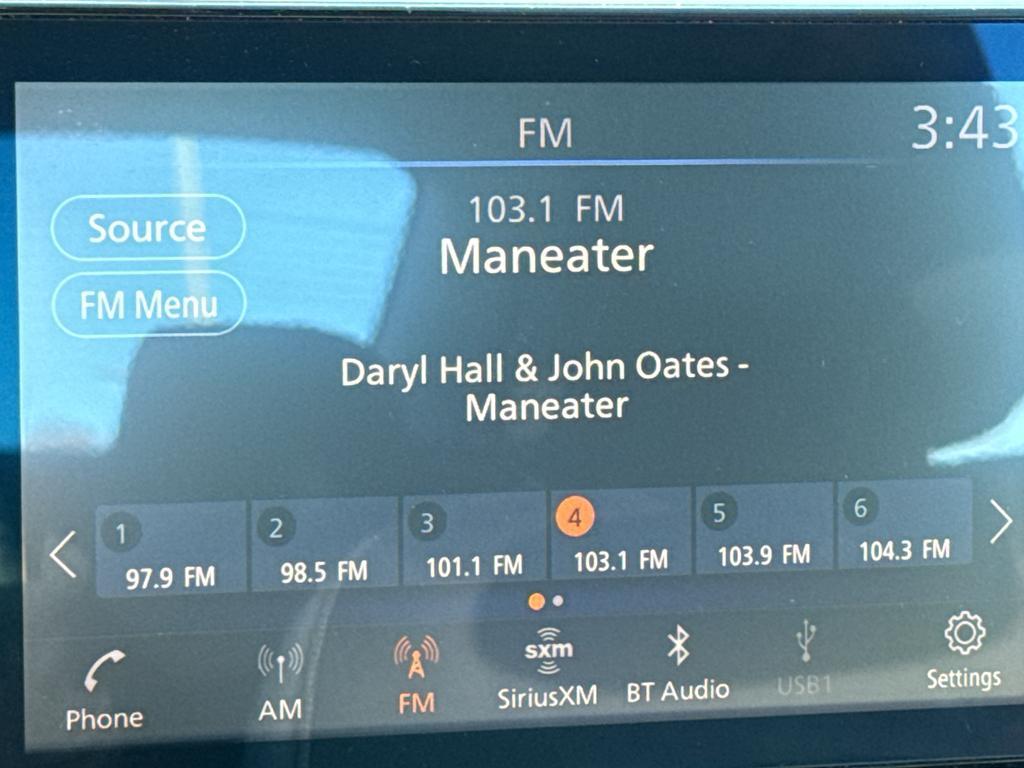 FM
3:43
103.1 FM
Source
Maneater
FM Menu
Daryl Hall & John Oates -
Maneater
1
2
3
4
5
6
97.9 FM
98.5 FM
101.1 FM
103.1 FM
103.9 FM
104.3 FM
sxm
Phone
AM
FM
SiriusXM
BT Audio
USB1
Settings